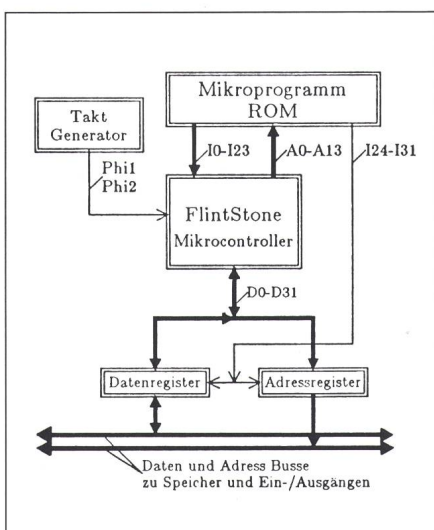 Mikroprogramm
ROM
Takt
Generator
I0-I23
A0-A13
I24-I31
Phi1
Phi2
FlintStone
Mikrocontroller
D0-D31
Datenregister
Adressregister
Daten und Adress Busse
zu Speicher und Ein-/Ausgängen